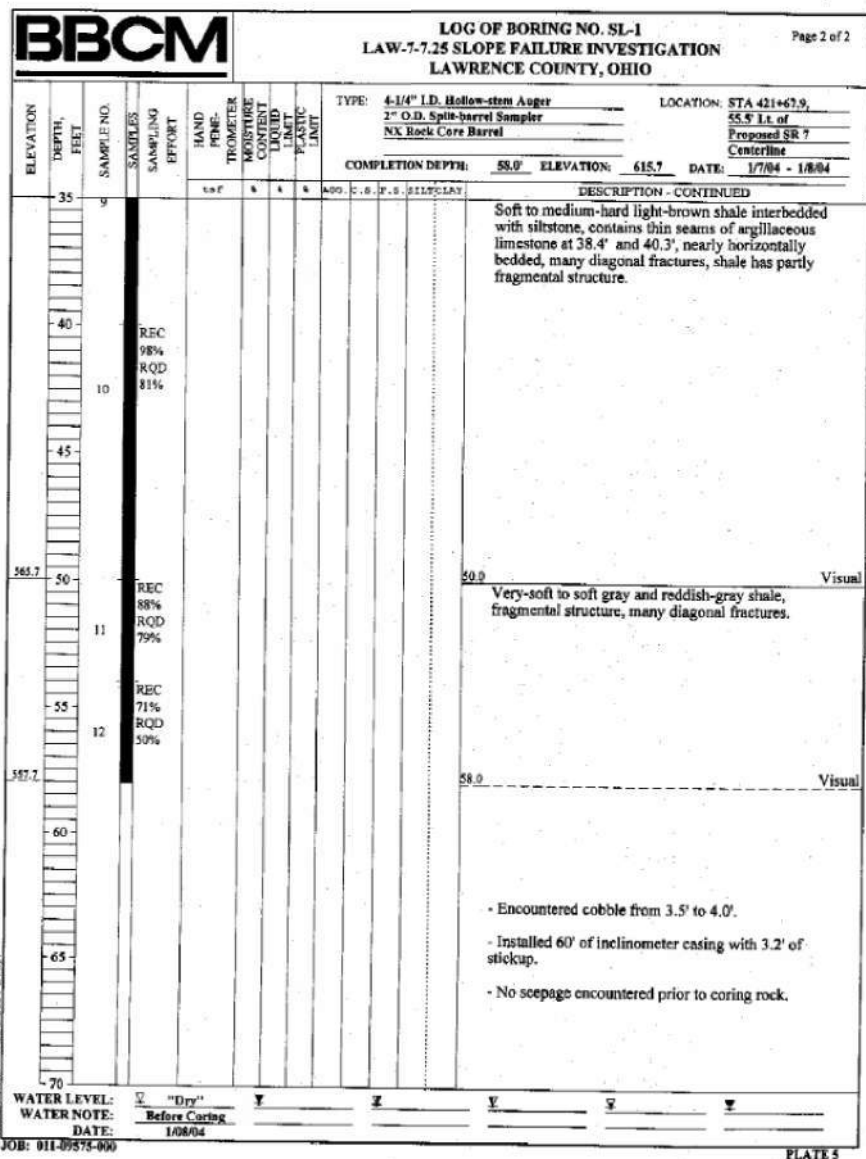 BBCM
LOG OF BORING NO. SL-1
LAW-7-7.25 SLOPE FAILURE INVESTIGATION
LAWRENCE COUNTY, OHIO
Page 2 of 2
ELEVATION
DEPTH, FEET
SAMPLE NO.
SAMPLES
SAMPLING EFFORT
HAND PENE-TROMETER
MOISTURE CONTENT
LIQUID LIMIT
PLASTIC LIMIT
TYPE: 4-1/4" I.D. Hollow-stem Auger
2" O.D. Split-barrel Sampler
NX Rock Core Barrel
LOCATION: STA 421+67.9,
55.5' Lt. of
Proposed SR 7
Centerline
COMPLETION DEPTH: 58.0' ELEVATION: 615.7 DATE: 1/7/04 - 1/8/04
tsf % % % AGG. C.S. F.S. SILT CLAY DESCRIPTION - CONTINUED
35 9
Soft to medium-hard light-brown shale interbedded
with siltstone, contains thin seams of argillaceous
limestone at 38.4' and 40.3', nearly horizontally
bedded, many diagonal fractures, shale has partly
fragmental structure.
40
REC
98%
RQD
81%
10
45
565.7 50 50.0 Visual
REC
88%
RQD
79%
11
Very-soft to soft gray and reddish-gray shale,
fragmental structure, many diagonal fractures.
REC
71%
55
RQD
50%
12
557.7 58.0 Visual
60
- Encountered cobble from 3.5' to 4.0'.
65
- Installed 60' of inclinometer casing with 3.2' of
stickup.
- No seepage encountered prior to coring rock.
70
WATER LEVEL: "Dry"
WATER NOTE: Before Coring
DATE: 1/08/04
JOB: 011-09575-000
PLATE 5